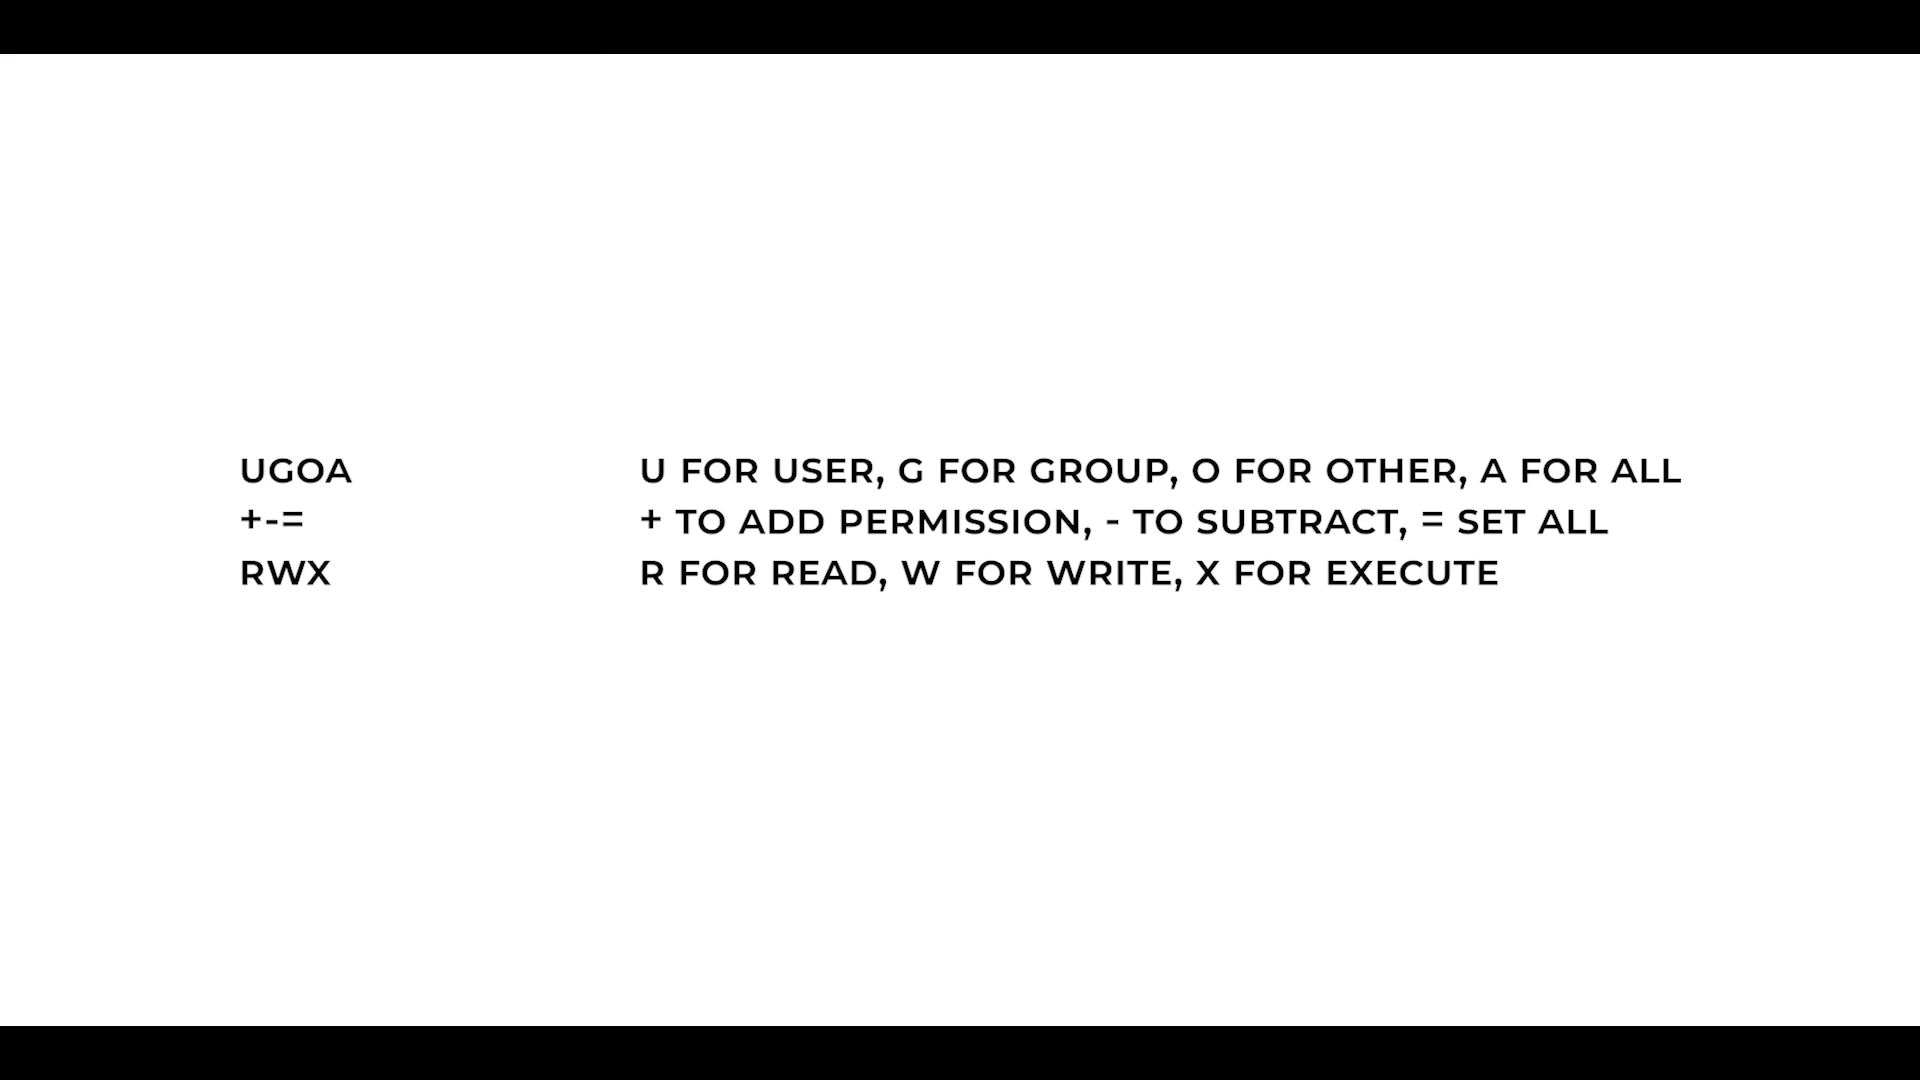 UGOA U FOR USER, G FOR GROUP, O FOR OTHER, A FOR ALL
+-= + TO ADD PERMISSION, - TO SUBTRACT, = SET ALL
RWX R FOR READ, W FOR WRITE, X FOR EXECUTE